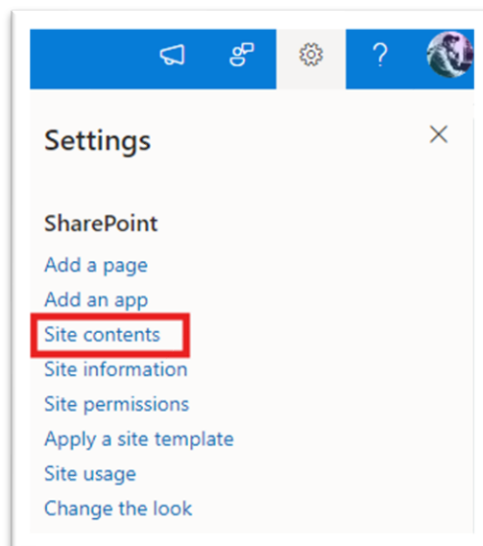 ?
Settings
SharePoint
Add a page
Add an app
Site contents
Site information
Site permissions
Apply a site template
Site usage
Change the look